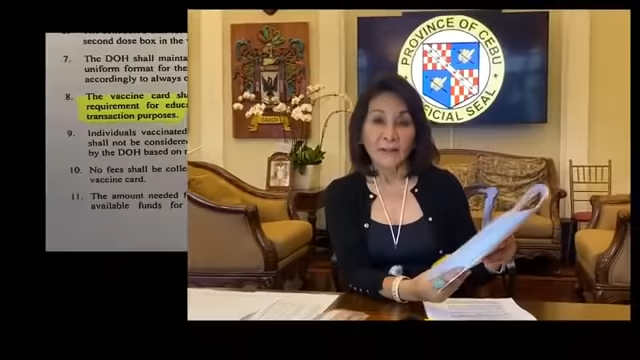 second dose box in the
7. The DOH shall mainta
uniform format for the
accordingly to always c
8. The vaccine card sha
requirement for educa
transaction purposes.
9. Individuals vaccinated
shall not be considered
by the DOH based on
10. No fees shall be colle
vaccine card.
11. The amount needed
available funds for
GARCIA
PROVINCE OF CEBU
OFFICIAL SEAL